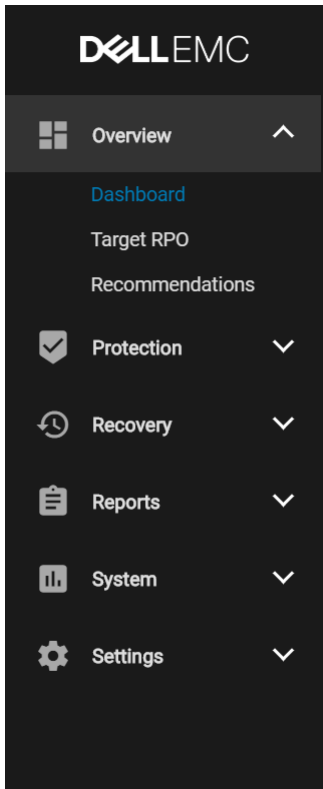 DELLEMC
Overview
Dashboard
Target RPO
Recommendations
Protection
Recovery
Reports
System
Settings